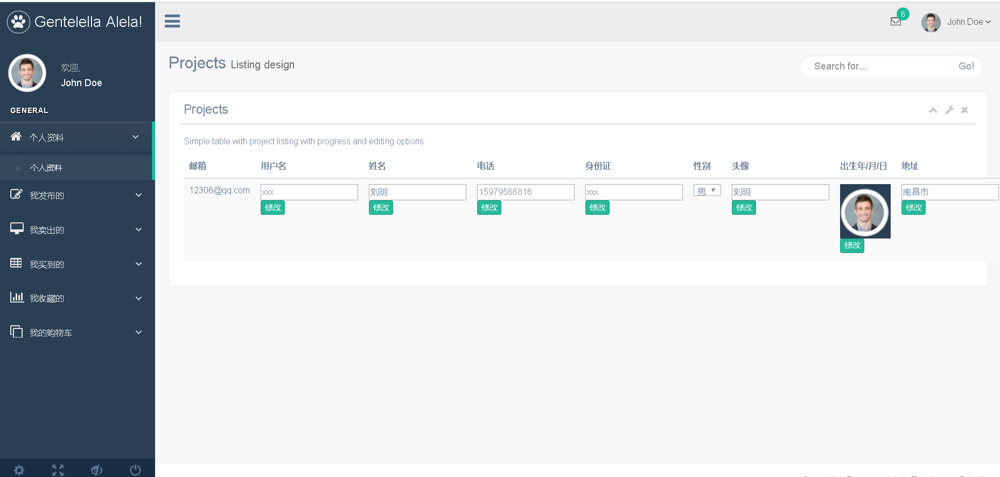 Gentelella Alela!
6
John Doe
欢迎,
John Doe
GENERAL
个人资料
个人资料
我发布的
我卖出的
我买到的
我收藏的
我的购物车
Projects Listing design
Search for...
Go!
Projects
Simple table with project listing with progress and editing options
邮箱 用户名 姓名 电话 身份证 性别 头像 出生年/月/日 地址
12306@qq.com xxx 刘明 15979566816 xxx 男 刘明 南昌市
修改 修改 修改 修改 修改 修改
修改